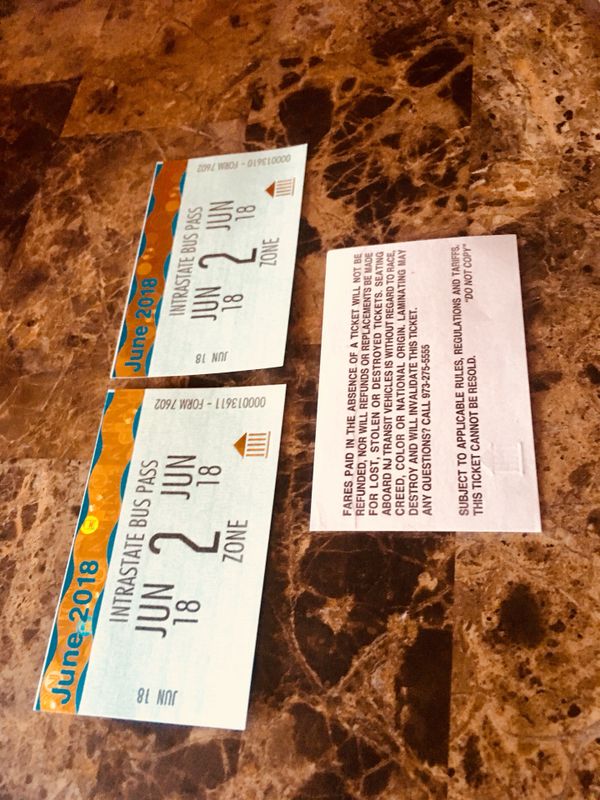 June 2018
INTRASTATE BUS PASS
JUN 2 JUN
18 18
ZONE
JUN 18
000013610 - FORM 7602
June 2018
INTRASTATE BUS PASS
JUN 2 JUN
18 18
ZONE
JUN 18
000013611 - FORM 7602
FARES PAID IN THE ABSENCE OF A TICKET WILL NOT BE
REFUNDED, NOR WILL REFUNDS OR REPLACEMENTS BE MADE
FOR LOST, STOLEN OR DESTROYED TICKETS. SEATING
ABOARD NJ TRANSIT VEHICLES IS WITHOUT REGARD TO RACE,
CREED, COLOR OR NATIONAL ORIGIN. LAMINATING MAY
DESTROY AND WILL INVALIDATE THIS TICKET.
ANY QUESTIONS? CALL 973-275-5555
SUBJECT TO APPLICABLE RULES, REGULATIONS AND TARIFFS.
THIS TICKET CANNOT BE RESOLD. "DO NOT COPY"